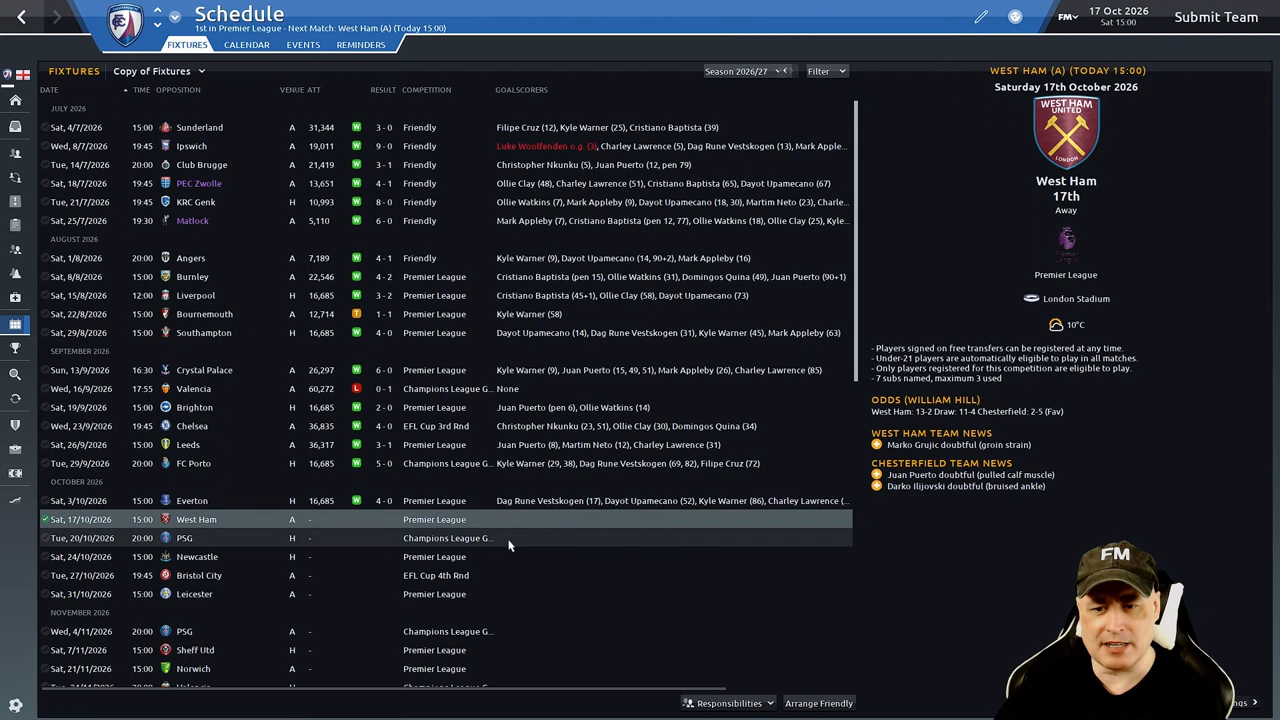 Schedule
1st in Premier League - Next Match: West Ham (A) (Today 15:00)
FM
17 Oct 2026
Sat 15:00
Submit Team
FIXTURES CALENDAR EVENTS REMINDERS
FIXTURES Copy of Fixtures Season 2026/27 Filter
DATE TIME OPPOSITION VENUE ATT RESULT COMPETITION GOALSCORERS
JULY 2026
Sat, 4/7/2026 15:00 Sunderland A 31,344 W 3 - 0 Friendly Filipe Cruz (12), Kyle Warner (25), Cristiano Baptista (39)
Wed, 8/7/2026 19:45 Ipswich A 19,011 W 9 - 0 Friendly Luke Woolfenden o.g. (3), Charley Lawrence (5), Dag Rune Vestskogen (13), Mark Apple...
Tue, 14/7/2026 20:00 Club Brugge A 21,419 W 3 - 1 Friendly Christopher Nkunku (5), Juan Puerto (12, pen 79)
Sat, 18/7/2026 19:45 PEC Zwolle A 13,651 W 4 - 1 Friendly Ollie Clay (48), Charley Lawrence (51), Cristiano Baptista (65), Dayot Upamecano (67)
Tue, 21/7/2026 19:45 KRC Genk H 10,993 W 8 - 0 Friendly Ollie Watkins (7), Mark Appleby (9), Dayot Upamecano (18, 30), Martim Neto (23), Charle...
Sat, 25/7/2026 19:30 Matlock A 5,110 W 6 - 0 Friendly Mark Appleby (7), Cristiano Baptista (pen 12, 77), Ollie Watkins (18), Ollie Clay (25), Kyle...
AUGUST 2026
Sat, 1/8/2026 20:00 Angers A 7,189 W 4 - 1 Friendly Kyle Warner (9), Dayot Upamecano (14, 90+2), Mark Appleby (16)
Sat, 8/8/2026 15:00 Burnley A 22,546 W 4 - 2 Premier League Cristiano Baptista (pen 15), Ollie Watkins (31), Domingos Quina (49), Juan Puerto (90+1)
Sat, 15/8/2026 12:00 Liverpool H 16,685 W 3 - 2 Premier League Cristiano Baptista (45+1), Ollie Clay (58), Dayot Upamecano (73)
Sat, 22/8/2026 15:00 Bournemouth A 12,714 T 1 - 1 Premier League Kyle Warner (58)
Sat, 29/8/2026 15:00 Southampton H 16,685 W 4 - 0 Premier League Dayot Upamecano (14), Dag Rune Vestskogen (31), Kyle Warner (45), Mark Appleby (63)
SEPTEMBER 2026
Sun, 13/9/2026 16:30 Crystal Palace A 26,297 W 6 - 0 Premier League Kyle Warner (9), Juan Puerto (15, 49, 51), Mark Appleby (26), Charley Lawrence (85)
Wed, 16/9/2026 17:55 Valencia A 60,272 L 0 - 1 Champions League G... None
Sat, 19/9/2026 15:00 Brighton H 16,685 W 2 - 0 Premier League Juan Puerto (pen 6), Ollie Watkins (14)
Wed, 23/9/2026 19:45 Chelsea A 36,835 W 4 - 0 EFL Cup 3rd Rnd Christopher Nkunku (23, 51), Ollie Clay (30), Domingos Quina (34)
Sat, 26/9/2026 15:00 Leeds A 36,317 W 3 - 1 Premier League Juan Puerto (8), Martim Neto (12), Charley Lawrence (31)
Tue, 29/9/2026 20:00 FC Porto H 16,685 W 5 - 0 Champions League G... Kyle Warner (29, 38), Dag Rune Vestskogen (69, 82), Filipe Cruz (72)
OCTOBER 2026
Sat, 3/10/2026 15:00 Everton H 16,685 W 4 - 0 Premier League Dag Rune Vestskogen (17), Dayot Upamecano (52), Kyle Warner (86), Charley Lawrence (...
Sat, 17/10/2026 15:00 West Ham A - Premier League
Tue, 20/10/2026 20:00 PSG H - Champions League G...
Sat, 24/10/2026 15:00 Newcastle H - Premier League
Tue, 27/10/2026 19:45 Bristol City A - EFL Cup 4th Rnd
Sat, 31/10/2026 15:00 Leicester A - Premier League
NOVEMBER 2026
Wed, 4/11/2026 20:00 PSG A - Champions League G...
Sat, 7/11/2026 15:00 Sheff Utd H - Premier League
Sat, 21/11/2026 15:00 Norwich A - Premier League
Responsibilities Arrange Friendly
WEST HAM (A) (TODAY 15:00)
Saturday 17th October 2026
WEST HAM
UNITED
LONDON
West Ham
17th
Away
Premier League
London Stadium
10°C
- Players signed on free transfers can be registered at any time.
- Under-21 players are automatically eligible to play in all matches.
- Only players registered for this competition are eligible to play.
- 7 subs named, maximum 3 used
ODDS (WILLIAM HILL)
West Ham: 13-2 Draw: 11-4 Chesterfield: 2-5 (Fav)
WEST HAM TEAM NEWS
Marko Grujic doubtful (groin strain)
CHESTERFIELD TEAM NEWS
Juan Puerto doubtful (pulled calf muscle)
Darko Ilijovski doubtful (bruised ankle)
FM